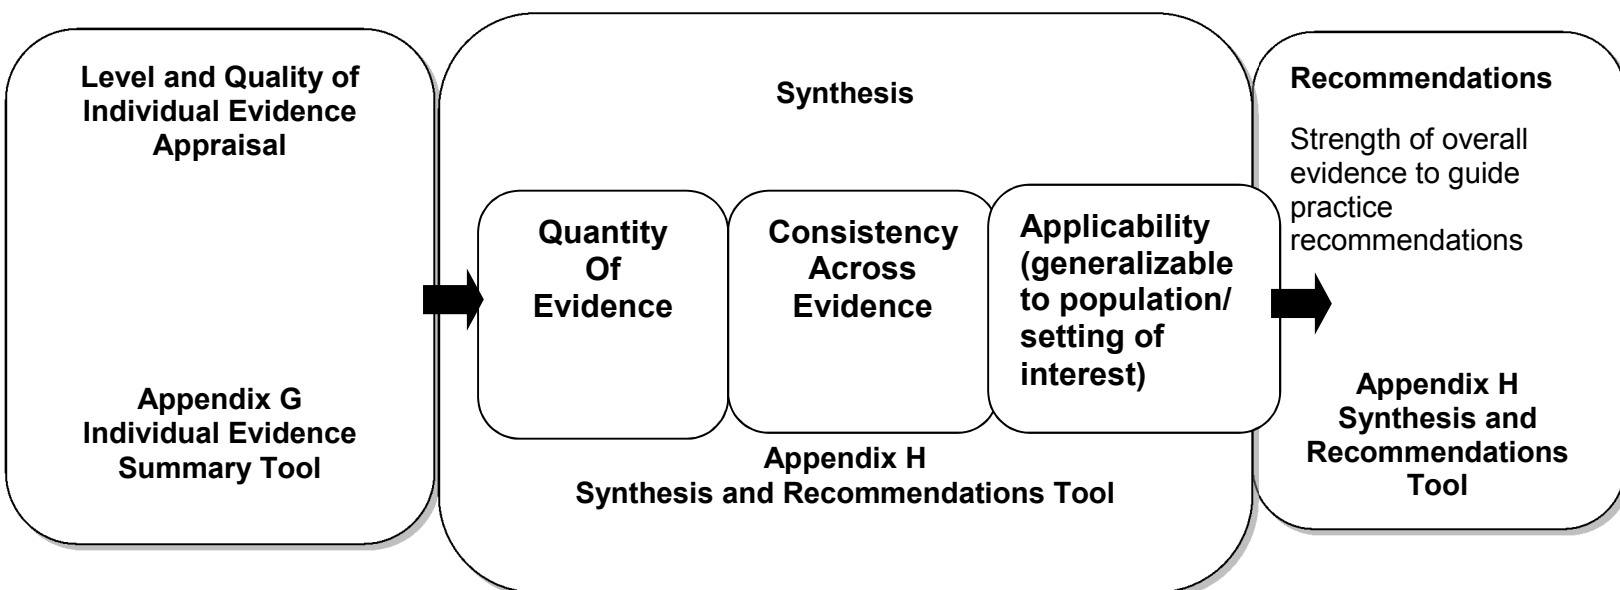 Level and Quality of
Individual Evidence
Appraisal
Appendix G
Individual Evidence
Summary Tool
Synthesis
Quantity
Of
Evidence
Consistency
Across
Evidence
Applicability
(generalizable
to population/
setting of
interest)
Appendix H
Synthesis and Recommendations Tool
Recommendations
Strength of overall
evidence to guide
practice
recommendations
Appendix H
Synthesis and
Recommendations
Tool